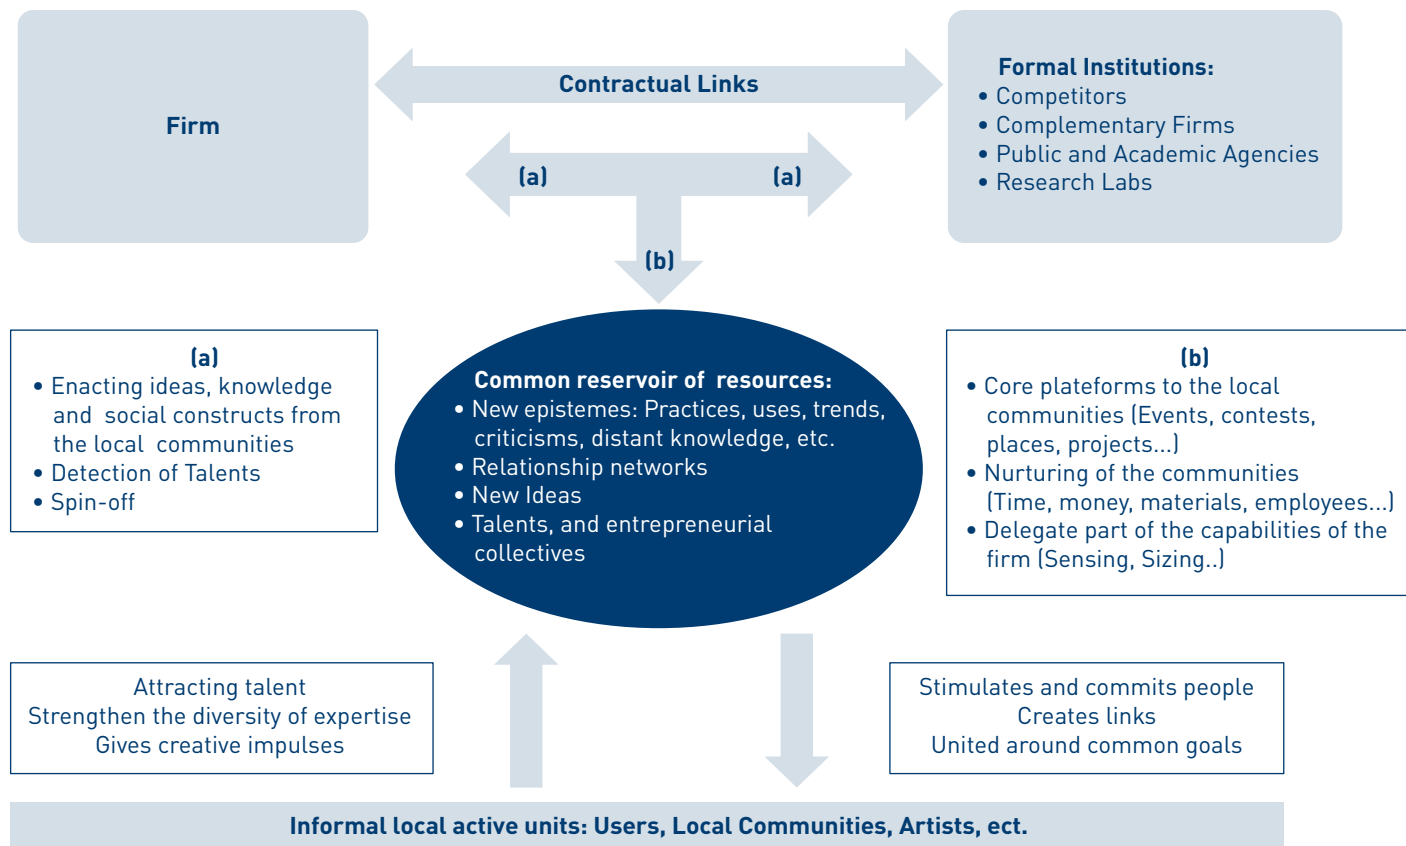 Firm
Contractual Links
Formal Institutions:
• Competitors
• Complementary Firms
• Public and Academic Agencies
• Research Labs
(a)
(a)
(b)
(a)
• Enacting ideas, knowledge
and social constructs from
the local communities
• Detection of Talents
• Spin-off
Common reservoir of resources:
• New epistemes: Practices, uses, trends,
criticisms, distant knowledge, etc.
• Relationship networks
• New Ideas
• Talents, and entrepreneurial
collectives
(b)
• Core plateforms to the local
communities (Events, contests,
places, projects...)
• Nurturing of the communities
(Time, money, materials, employees...)
• Delegate part of the capabilities of the
firm (Sensing, Sizing..)
Attracting talent
Strengthen the diversity of expertise
Gives creative impulses
Stimulates and commits people
Creates links
United around common goals
Informal local active units: Users, Local Communities, Artists, ect.